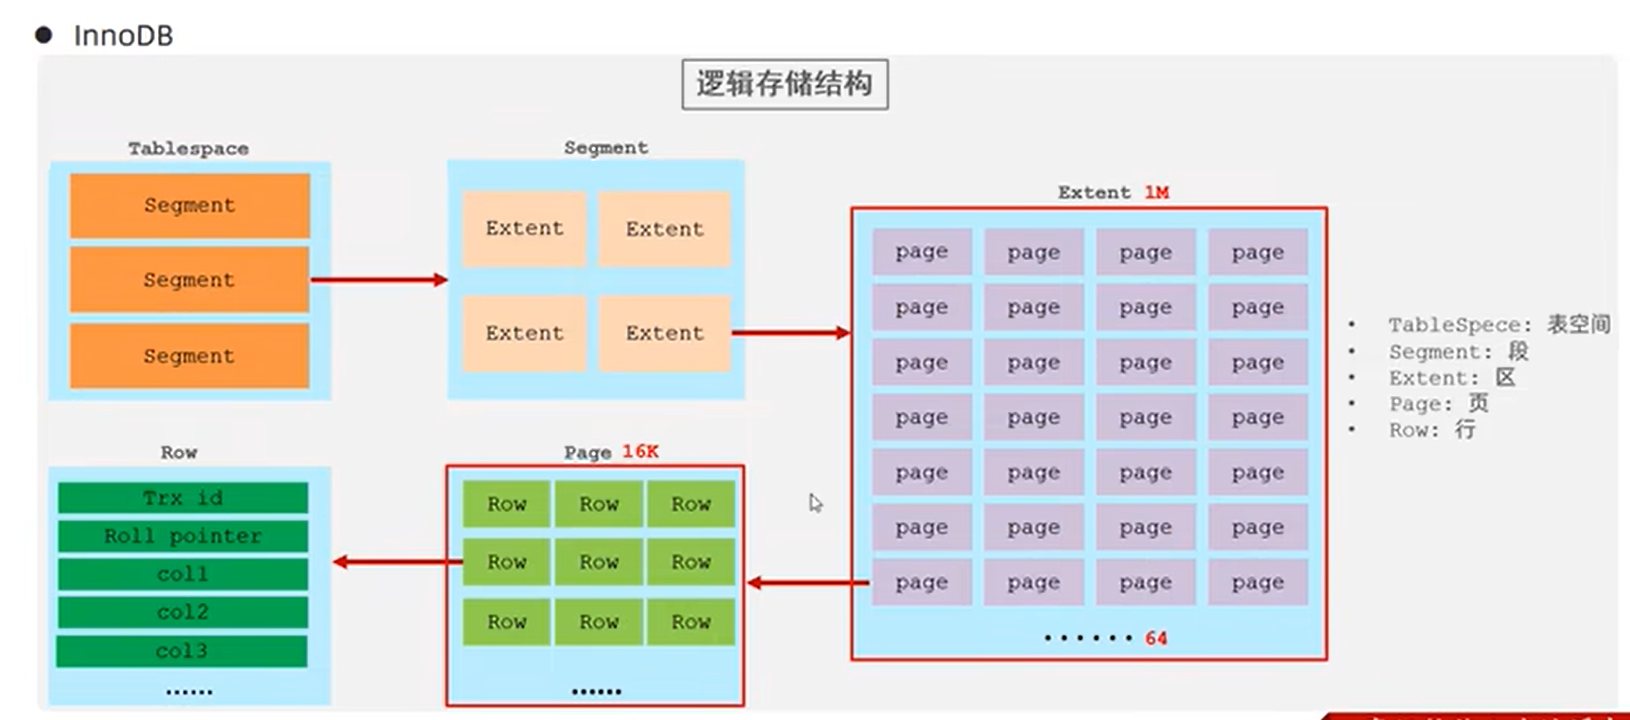 ● InnoDB
逻辑存储结构
Tablespace
Segment
Segment
Segment
Segment
Extent Extent
Extent Extent
Extent 1M
page page page page
page page page page
page page page page
page page page page
page page page page
page page page page
page page page page
······ 64
• TableSpece: 表空间
• Segment: 段
• Extent: 区
• Page: 页
• Row: 行
Row
Trx id
Roll pointer
col1
col2
col3
······
Page 16K
Row Row Row
Row Row Row
Row Row Row
······